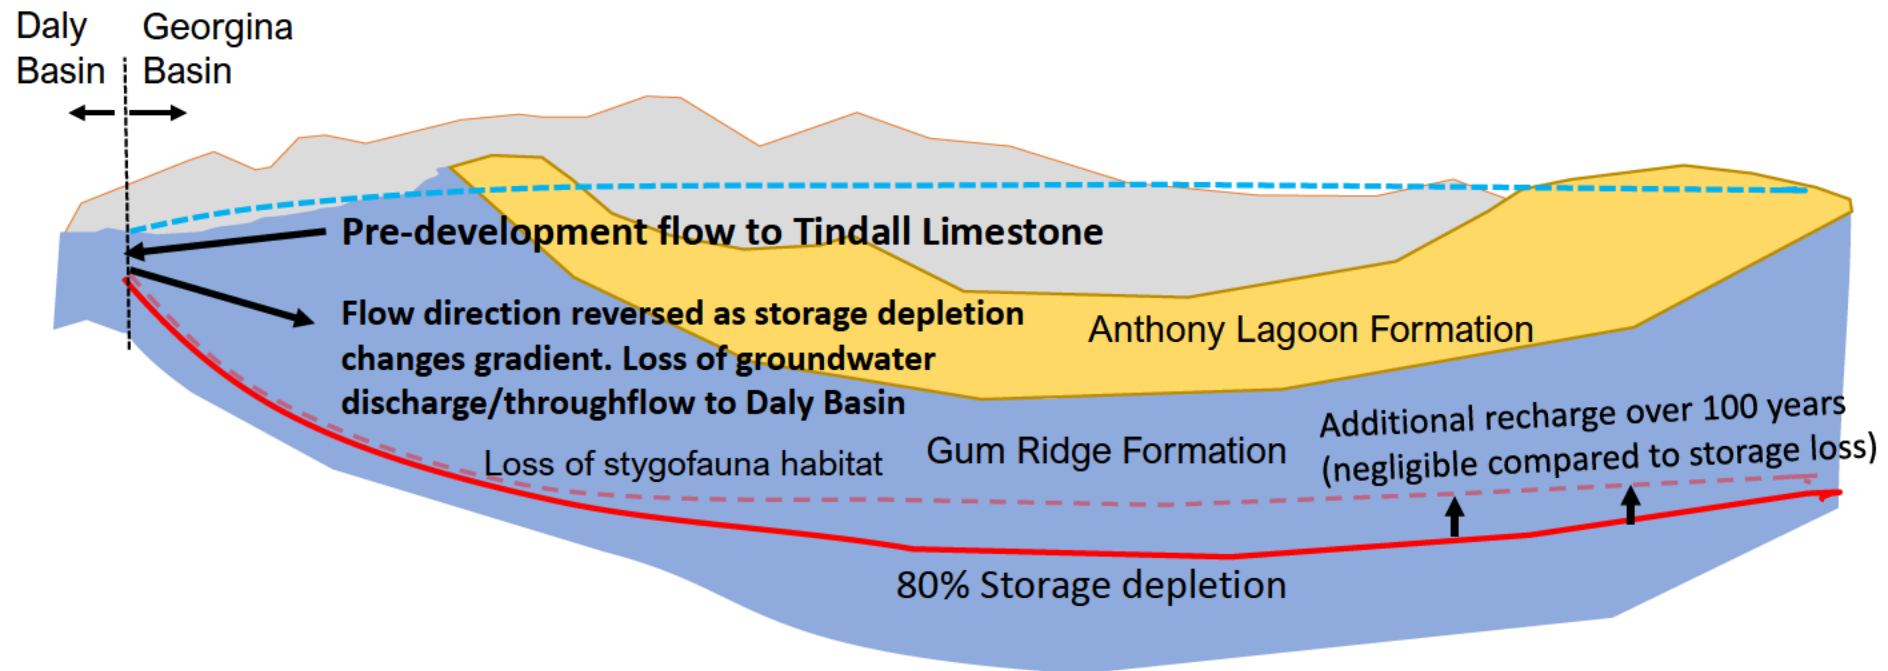 Daly
Basin
Georgina
Basin
Pre-development flow to Tindall Limestone
Flow direction reversed as storage depletion
changes gradient. Loss of groundwater
discharge/throughflow to Daly Basin
Anthony Lagoon Formation
Loss of stygofauna habitat
Gum Ridge Formation
Additional recharge over 100 years
(negligible compared to storage loss)
80% Storage depletion